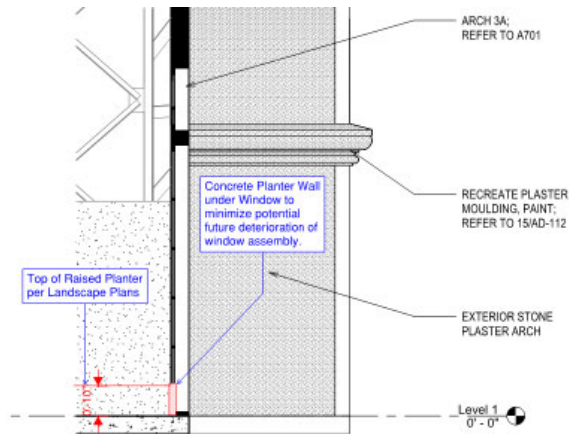 ARCH 3A;
REFER TO A701
Concrete Planter Wall
under Window to
minimize potential
future deterioration of
window assembly.
RECREATE PLASTER
MOULDING, PAINT;
REFER TO 15/AD-112
Top of Raised Planter
per Landscape Plans
EXTERIOR STONE
PLASTER ARCH
0'-10"
Level 1
0' - 0"